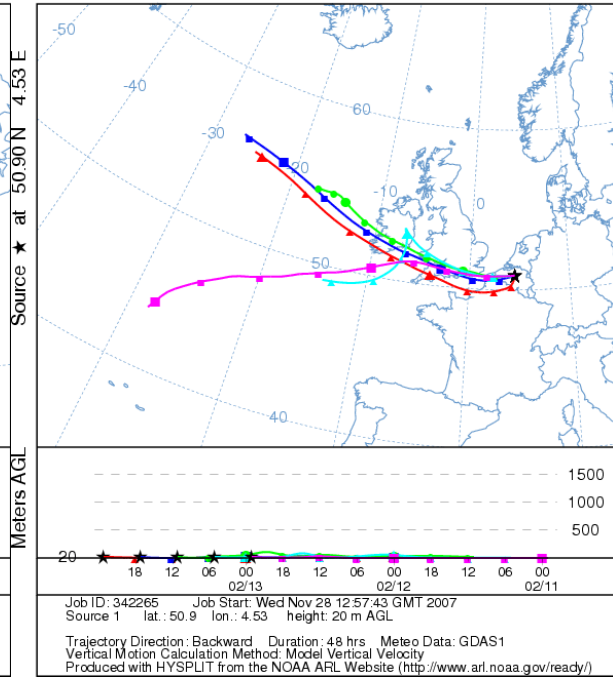 -50
-40
-30
-20
-10
0
60
50
40
Source ★ at 50.90 N 4.53 E
Meters AGL
1500
1000
500
20
18 12 06 00 18 12 06 00 18 12 06 00
02/13 02/12 02/11
Job ID: 342265 Job Start: Wed Nov 28 12:57:43 GMT 2007
Source 1 lat.: 50.9 lon.: 4.53 height: 20 m AGL
Trajectory Direction: Backward Duration: 48 hrs Meteo Data: GDAS1
Vertical Motion Calculation Method: Model Vertical Velocity
Produced with HYSPLIT from the NOAA ARL Website (http://www.arl.noaa.gov/ready/)